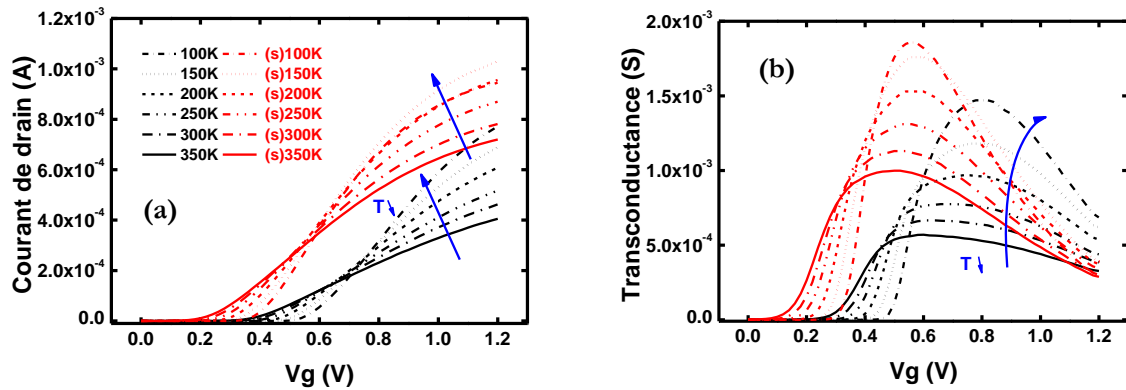 Courant de drain (A)
1.2x10-3
1.0x10-3
8.0x10-4
6.0x10-4
4.0x10-4
2.0x10-4
0.0
100K (s)100K
150K (s)150K
200K (s)200K
250K (s)250K
300K (s)300K
350K (s)350K
(a)
T
0.0 0.2 0.4 0.6 0.8 1.0 1.2
Vg (V)
Transconductance (S)
2.0x10-3
1.5x10-3
1.0x10-3
5.0x10-4
0.0
(b)
T
0.0 0.2 0.4 0.6 0.8 1.0 1.2
Vg (V)